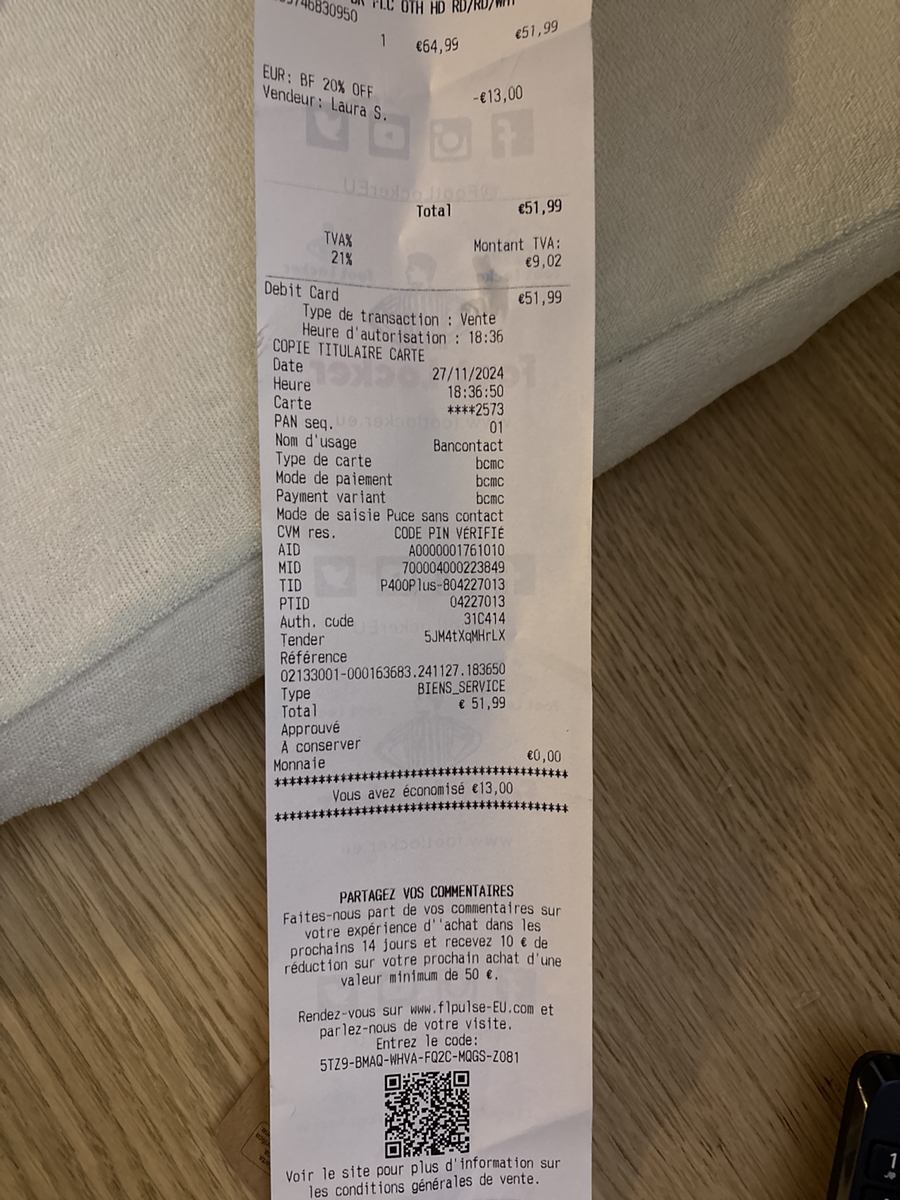 FLC OTH HD RD/RD/WHT
746830950
1 €64,99 €51,99
EUR: BF 20% OFF -€13,00
Vendeur: Laura S.
Total €51,99
TVA% Montant TVA:
21% €9,02
Debit Card €51,99
Type de transaction : Vente
Heure d'autorisation : 18:36
COPIE TITULAIRE CARTE
Date 27/11/2024
Heure 18:36:50
Carte ****2573
PAN seq. 01
Nom d'usage Bancontact
Type de carte bcmc
Mode de paiement bcmc
Payment variant bcmc
Mode de saisie Puce sans contact
CVM res. CODE PIN VÉRIFIÉ
AID A0000001761010
MID 700004000223849
TID P400Plus-804227013
PTID 04227013
Auth. code 31C414
Tender 5JM4tXqMHrLX
Référence
02133001-000163683.241127.183650
Type BIENS_SERVICE
Total € 51,99
Approuvé
A conserver
Monnaie €0,00
Vous avez économisé €13,00
PARTAGEZ VOS COMMENTAIRES
Faites-nous part de vos commentaires sur
votre expérience d''achat dans les
prochains 14 jours et recevez 10 € de
réduction sur votre prochain achat d'une
valeur minimum de 50 €.
Rendez-vous sur www.flpulse-EU.com et
parlez-nous de votre visite.
Entrez le code:
5TZ9-BMAQ-WHVA-FQ2C-MQGS-Z081
Voir le site pour plus d'information sur
les conditions générales de vente.
1